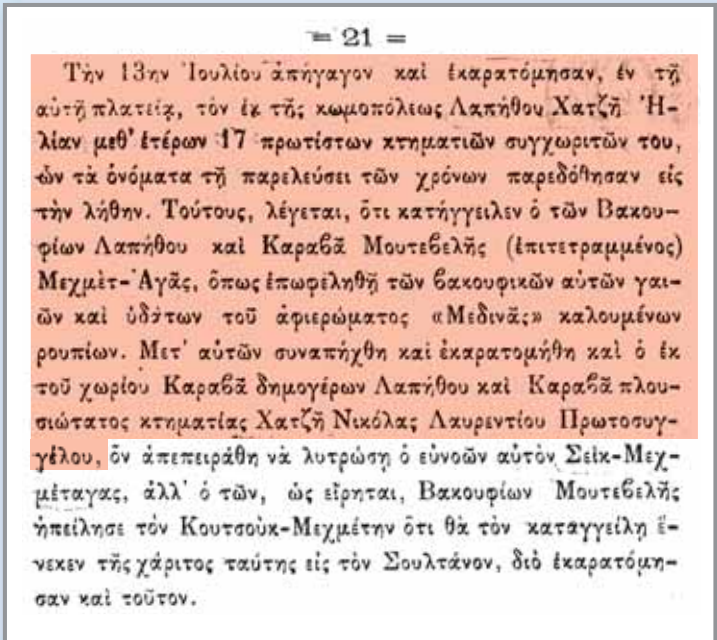 = 21 =
Τὴν 13ην Ἰουλίου ἀπήγαγον καὶ ἐκαρατόμησαν, ἐν τῇ
αὐτῇ πλατείᾳ, τὸν ἐκ τῆς κωμοπόλεως Λαπήθου Χατζῆ Ἠ-
λίαν μεθ' ἑτέρων 17 πρωτίστων κτηματιῶν συγχωριτῶν του,
ὧν τὰ ὀνόματα τῇ παρελεύσει τῶν χρόνων παρεδόθησαν εἰς
τὴν λήθην. Τούτους, λέγεται, ὅτι κατήγγειλεν ὁ τῶν Βακου-
φίων Λαπήθου καὶ Καραβᾶ Μουτεβελῆς (ἐπιτετραμμένος)
Μεχμὲτ-Ἀγᾶς, ὅπως ἐπωφεληθῇ τῶν βακουφικῶν αὐτῶν γαι-
ῶν καὶ ὑδάτων τοῦ ἀφιερώματος «Μεδινᾶς» καλουμένων
ρουπίων. Μετ' αὐτῶν συναπήχθη καὶ ἐκαρατομήθη καὶ ὁ ἐκ
τοῦ χωρίου Καραβᾶ δημογέρων Λαπήθου καὶ Καραβᾶ πλου-
σιώτατος κτηματίας Χατζῆ Νικόλας Λαυρεντίου Πρωτοσυγ-
γέλου, ὃν ἀπεπειράθη νὰ λυτρώσῃ ὁ εὐνοῶν αὐτὸν Σεὶκ-Μεχ-
μέταγας, ἀλλ' ὁ τῶν, ὡς εἴρηται, Βακουφίων Μουτεβελῆς
ἠπείλησε τὸν Κουτσοὺκ-Μεχμέτην ὅτι θὰ τὸν καταγγείλῃ ἕ-
νεκεν τῆς χάριτος ταύτης εἰς τὸν Σουλτάνον, διὸ ἐκαρατόμη-
σαν καὶ τοῦτον.